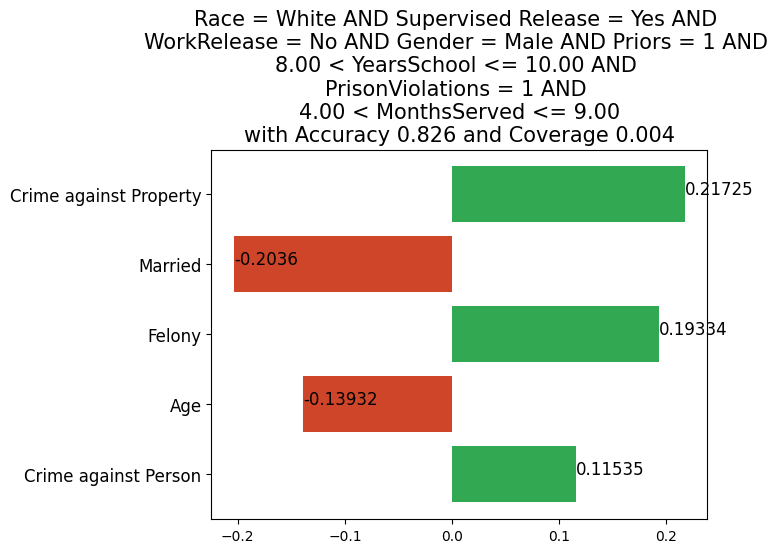 Race = White AND Supervised Release = Yes AND
WorkRelease = No AND Gender = Male AND Priors = 1 AND
8.00 < YearsSchool <= 10.00 AND
PrisonViolations = 1 AND
4.00 < MonthsServed <= 9.00
with Accuracy 0.826 and Coverage 0.004
Crime against Property
0.21725
Married
-0.2036
Felony
0.19334
Age
-0.13932
Crime against Person
0.11535
−0.2 −0.1 0.0 0.1 0.2